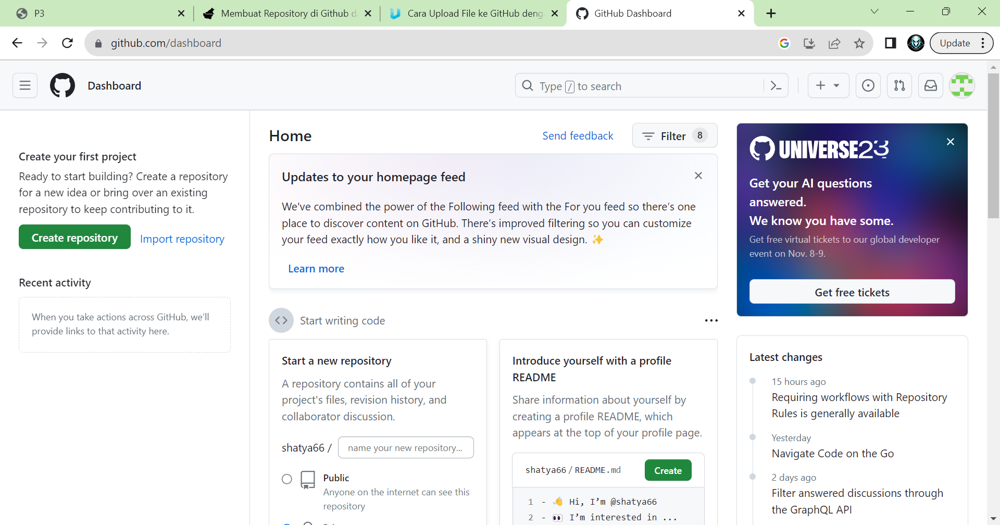 P3
Membuat Repository di Github d
Cara Upload File ke GitHub deng
GitHub Dashboard
github.com/dashboard
Update
Dashboard
Type / to search
Create your first project
Ready to start building? Create a repository
for a new idea or bring over an existing
repository to keep contributing to it.
Create repository
Import repository
Recent activity
When you take actions across GitHub, we’ll
provide links to that activity here.
Home
Send feedback
Filter 8
Updates to your homepage feed
We've combined the power of the Following feed with the For you feed so there’s one
place to discover content on GitHub. There’s improved filtering so you can customize
your feed exactly how you like it, and a shiny new visual design. ✨
Learn more
Start writing code
Start a new repository
A repository contains all of your
project's files, revision history, and
collaborator discussion.
shatya66 /
name your new repository...
Public
Anyone on the internet can see this
repository
Introduce yourself with a profile
README
Share information about yourself by
creating a profile README, which
appears at the top of your profile page.
shatya66 / README.md
Create
1 - 👋 Hi, I’m @shatya66
2 - 👀 I’m interested in ...
UNIVERSE23
Get your AI questions
answered.
We know you have some.
Get free virtual tickets to our global developer
event on Nov. 8-9.
Get free tickets
Latest changes
15 hours ago
Requiring workflows with Repository
Rules is generally available
Yesterday
Navigate Code on the Go
2 days ago
Filter answered discussions through
the GraphQL API